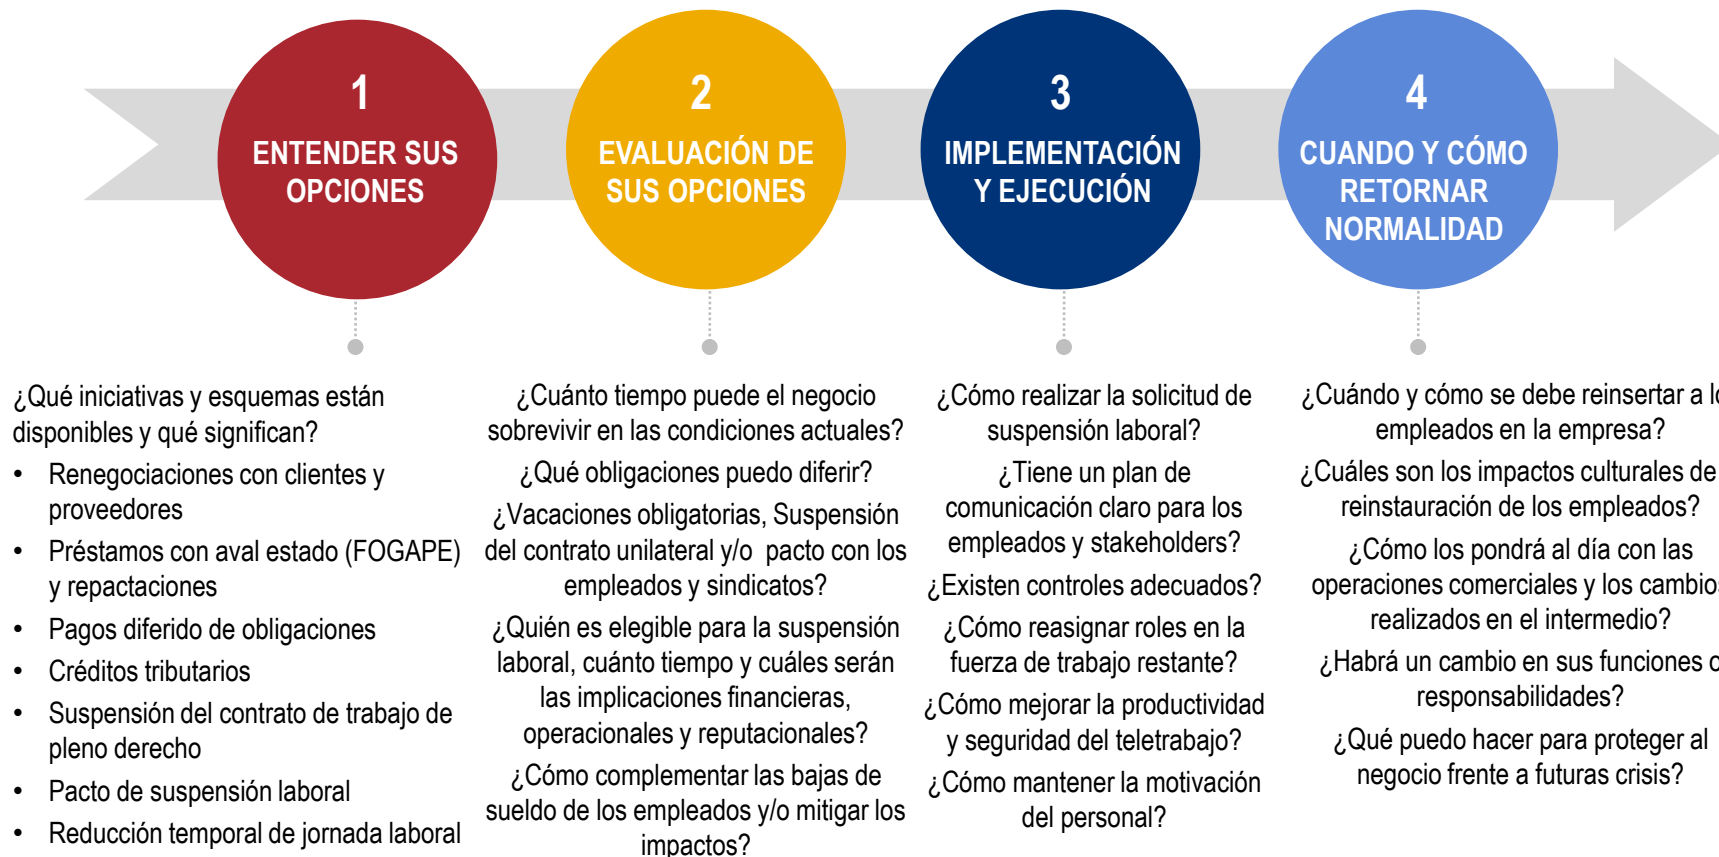 1
ENTENDER SUS
OPCIONES
2
EVALUACIÓN DE
SUS OPCIONES
3
IMPLEMENTACIÓN
Y EJECUCIÓN
4
CUANDO Y CÓMO
RETORNAR
NORMALIDAD
¿Qué iniciativas y esquemas están
disponibles y qué significan?
• Renegociaciones con clientes y
proveedores
• Préstamos con aval estado (FOGAPE)
y repactaciones
• Pagos diferido de obligaciones
• Créditos tributarios
• Suspensión del contrato de trabajo de
pleno derecho
• Pacto de suspensión laboral
• Reducción temporal de jornada laboral
¿Cuánto tiempo puede el negocio
sobrevivir en las condiciones actuales?
¿Qué obligaciones puedo diferir?
¿Vacaciones obligatorias, Suspensión
del contrato unilateral y/o pacto con los
empleados y sindicatos?
¿Quién es elegible para la suspensión
laboral, cuánto tiempo y cuáles serán
las implicaciones financieras,
operacionales y reputacionales?
¿Cómo complementar las bajas de
sueldo de los empleados y/o mitigar los
impactos?
¿Cómo realizar la solicitud de
suspensión laboral?
¿Tiene un plan de
comunicación claro para los
empleados y stakeholders?
¿Existen controles adecuados?
¿Cómo reasignar roles en la
fuerza de trabajo restante?
¿Cómo mejorar la productividad
y seguridad del teletrabajo?
¿Cómo mantener la motivación
del personal?
¿Cuándo y cómo se debe reinsertar a
empleados en la empresa?
¿Cuáles son los impactos culturales de
reinstauración de los empleados?
¿Cómo los pondrá al día con las
operaciones comerciales y los cambios
realizados en el intermedio?
¿Habrá un cambio en sus funciones o
responsabilidades?
¿Qué puedo hacer para proteger al
negocio frente a futuras crisis?